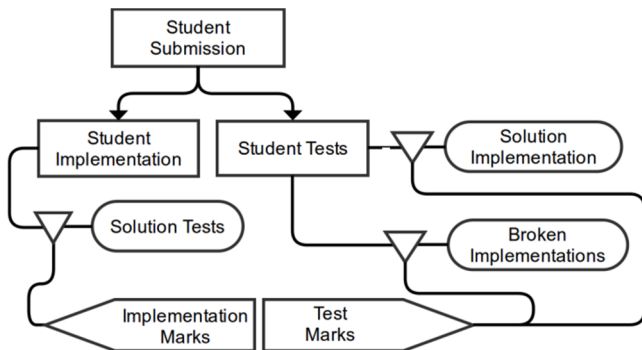 Student
Submission
Student
Implementation
Student Tests
Solution
Implementation
Solution Tests
Broken
Implementations
Implementation
Marks
Test
Marks